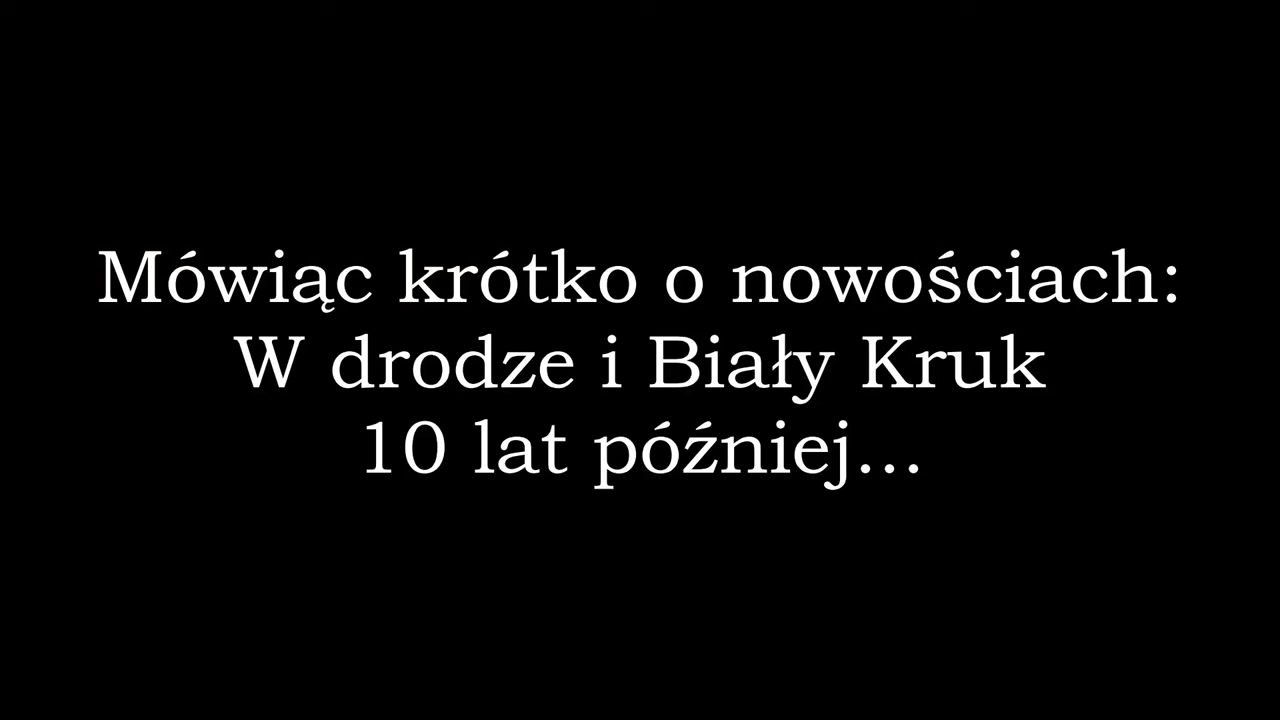 Mówiąc krótko o nowościach:
W drodze i Biały Kruk
10 lat później...